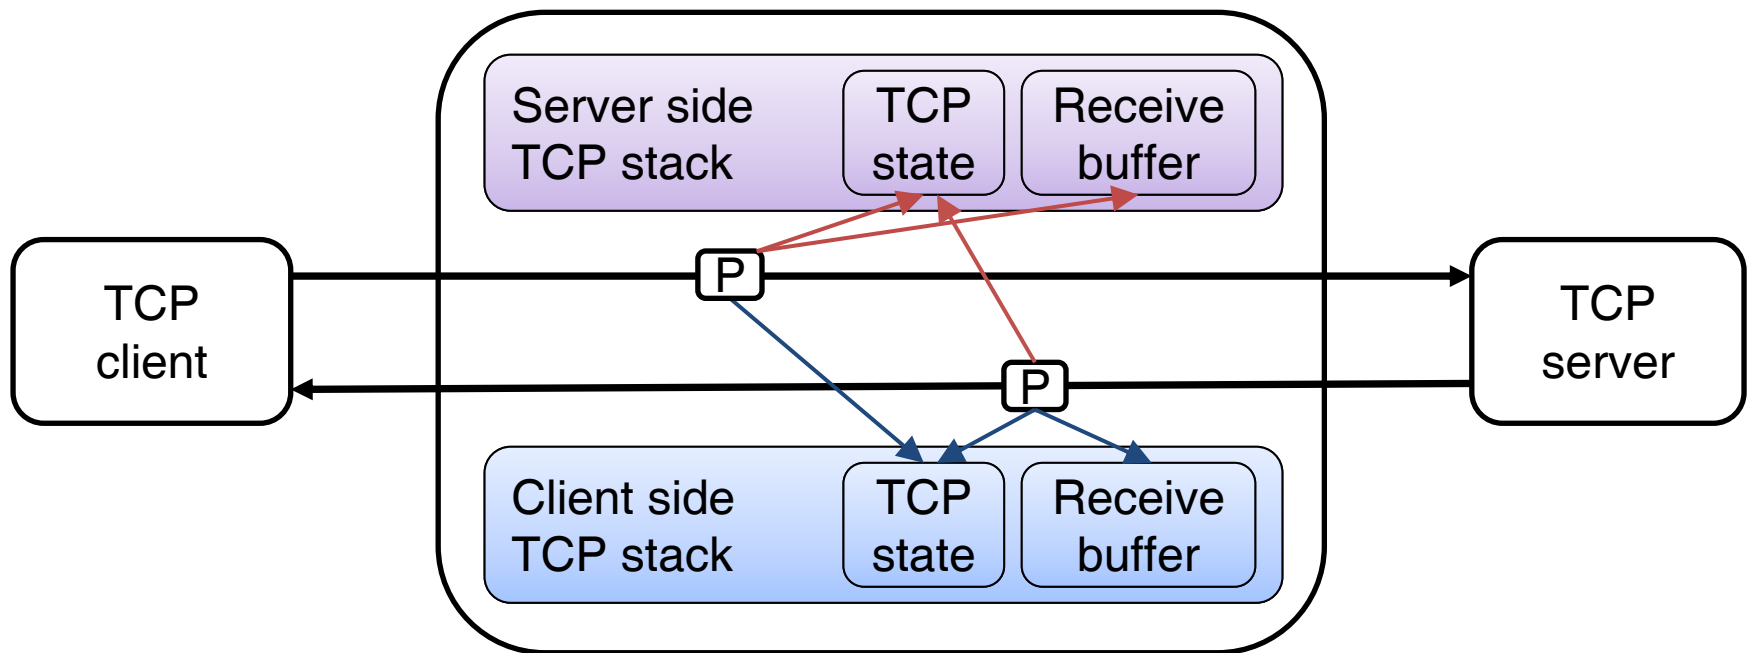 Server side
TCP stack
TCP
state
Receive
buffer
P
TCP
client
TCP
server
P
Client side
TCP stack
TCP
state
Receive
buffer